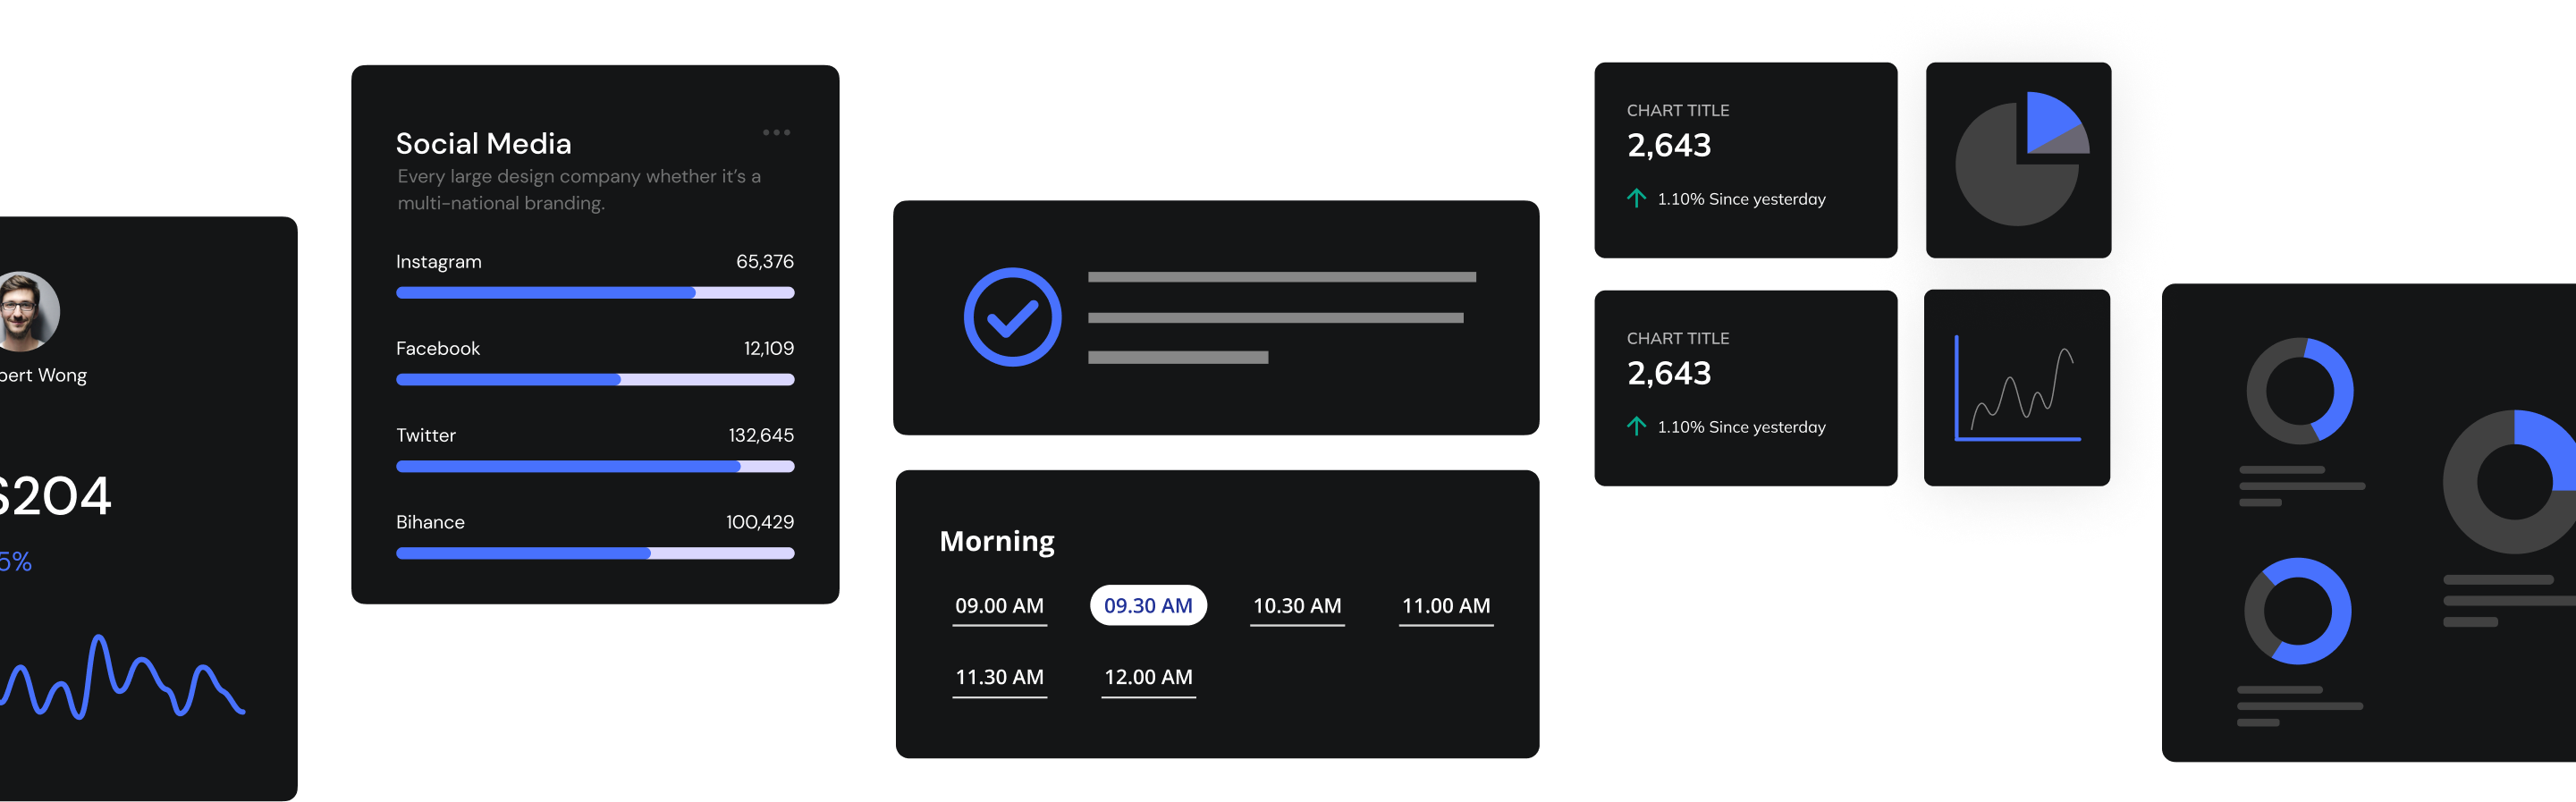 Wong
204
5%
Social Media
Every large design company whether it's a
multi-national branding.
Instagram 65,376
Facebook 12,109
Twitter 132,645
Bihance 100,429
Morning
09.00 AM 09.30 AM 10.30 AM 11.00 AM
11.30 AM 12.00 AM
CHART TITLE
2,643
1.10% Since yesterday
CHART TITLE
2,643
1.10% Since yesterday